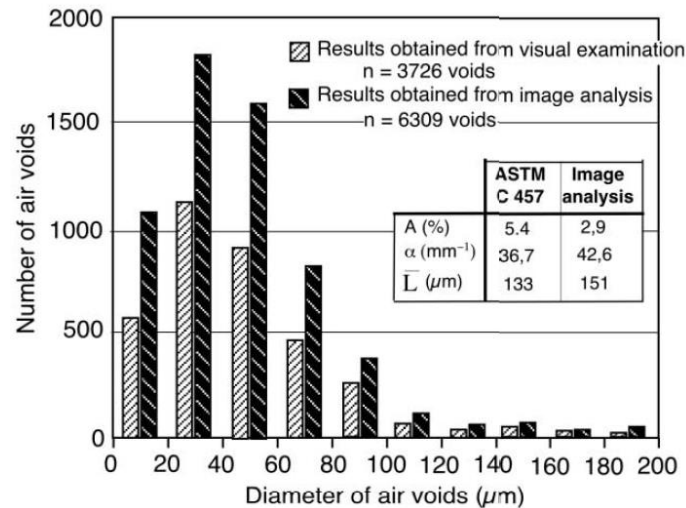 2000
1500
1000
500
0
Number of air voids
Results obtained from visual examination
n = 3726 voids
Results obtained from image analysis
n = 6309 voids
ASTM C 457
Image analysis
A (%) 5.4 2,9
α (mm⁻¹) 36,7 42,6
L̅ (µm) 133 151
0 20 40 60 80 100 120 140 160 200
Diameter of air voids (µm)